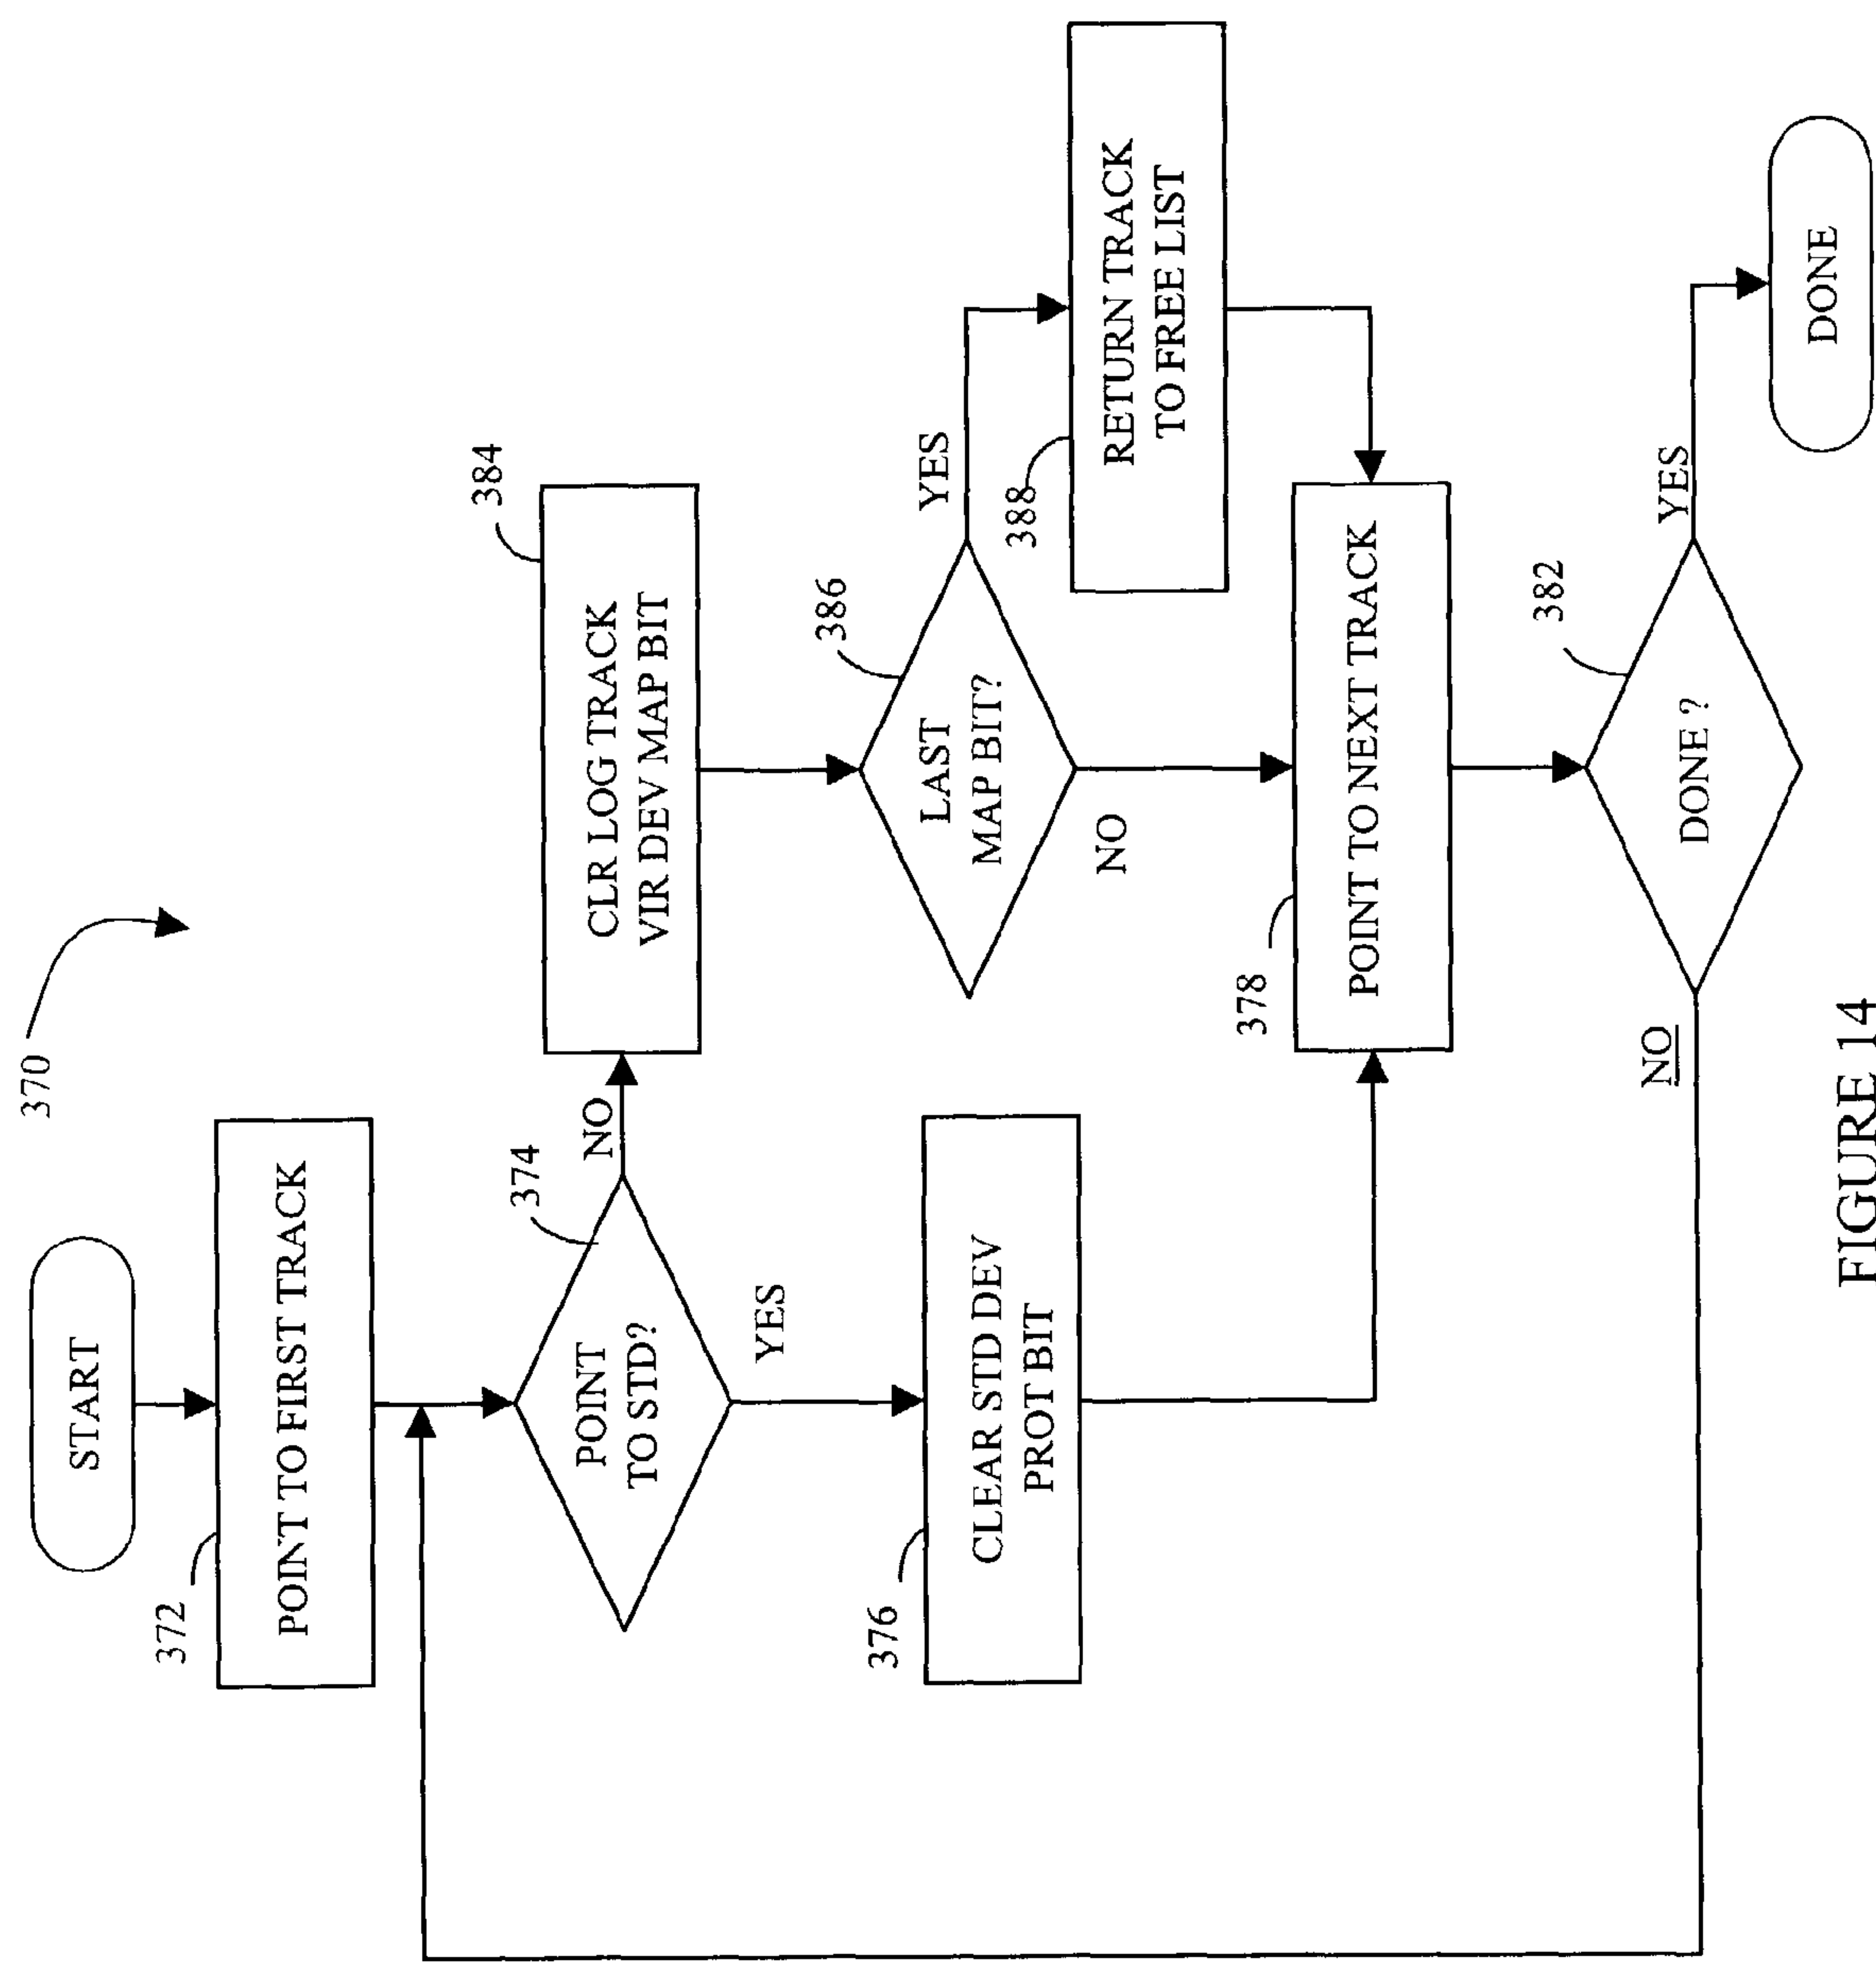 370
START
372
POINT TO FIRST TRACK
374
POINT
TO STD?
NO
YES
384
CLR LOG TRACK
VIR DEV MAP BIT
376
CLEAR STD DEV
PROT BIT
386
LAST
MAP BIT?
YES
NO
388
RETURN TRACK
TO FREE LIST
378
POINT TO NEXT TRACK
382
DONE ?
NO
YES
DONE
FIGURE 14